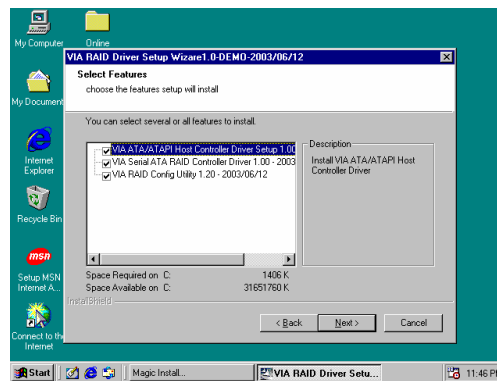 My Computer
Online
VIA RAID Driver Setup Wizare1.0-DEMO-2003/06/12
Select Features
choose the features setup will install
My Document
You can select several or all features to install.
VIA ATA/ATAPI Host Controller Driver Setup 1.00
VIA Serial ATA RAID Controller Driver 1.00 - 2003
VIA RAID Config Utility 1.20 - 2003/06/12
Description
Install VIA ATA/ATAPI Host
Controller Driver
Internet
Explorer
Recycle Bin
msn
Setup MSN
Internet A...
Space Required on C: 1406 K
Space Available on C: 31651760 K
InstallShield
< Back
Next >
Cancel
Connect to the
Internet
Start
Magic Install...
VIA RAID Driver Setu...
11:46 P